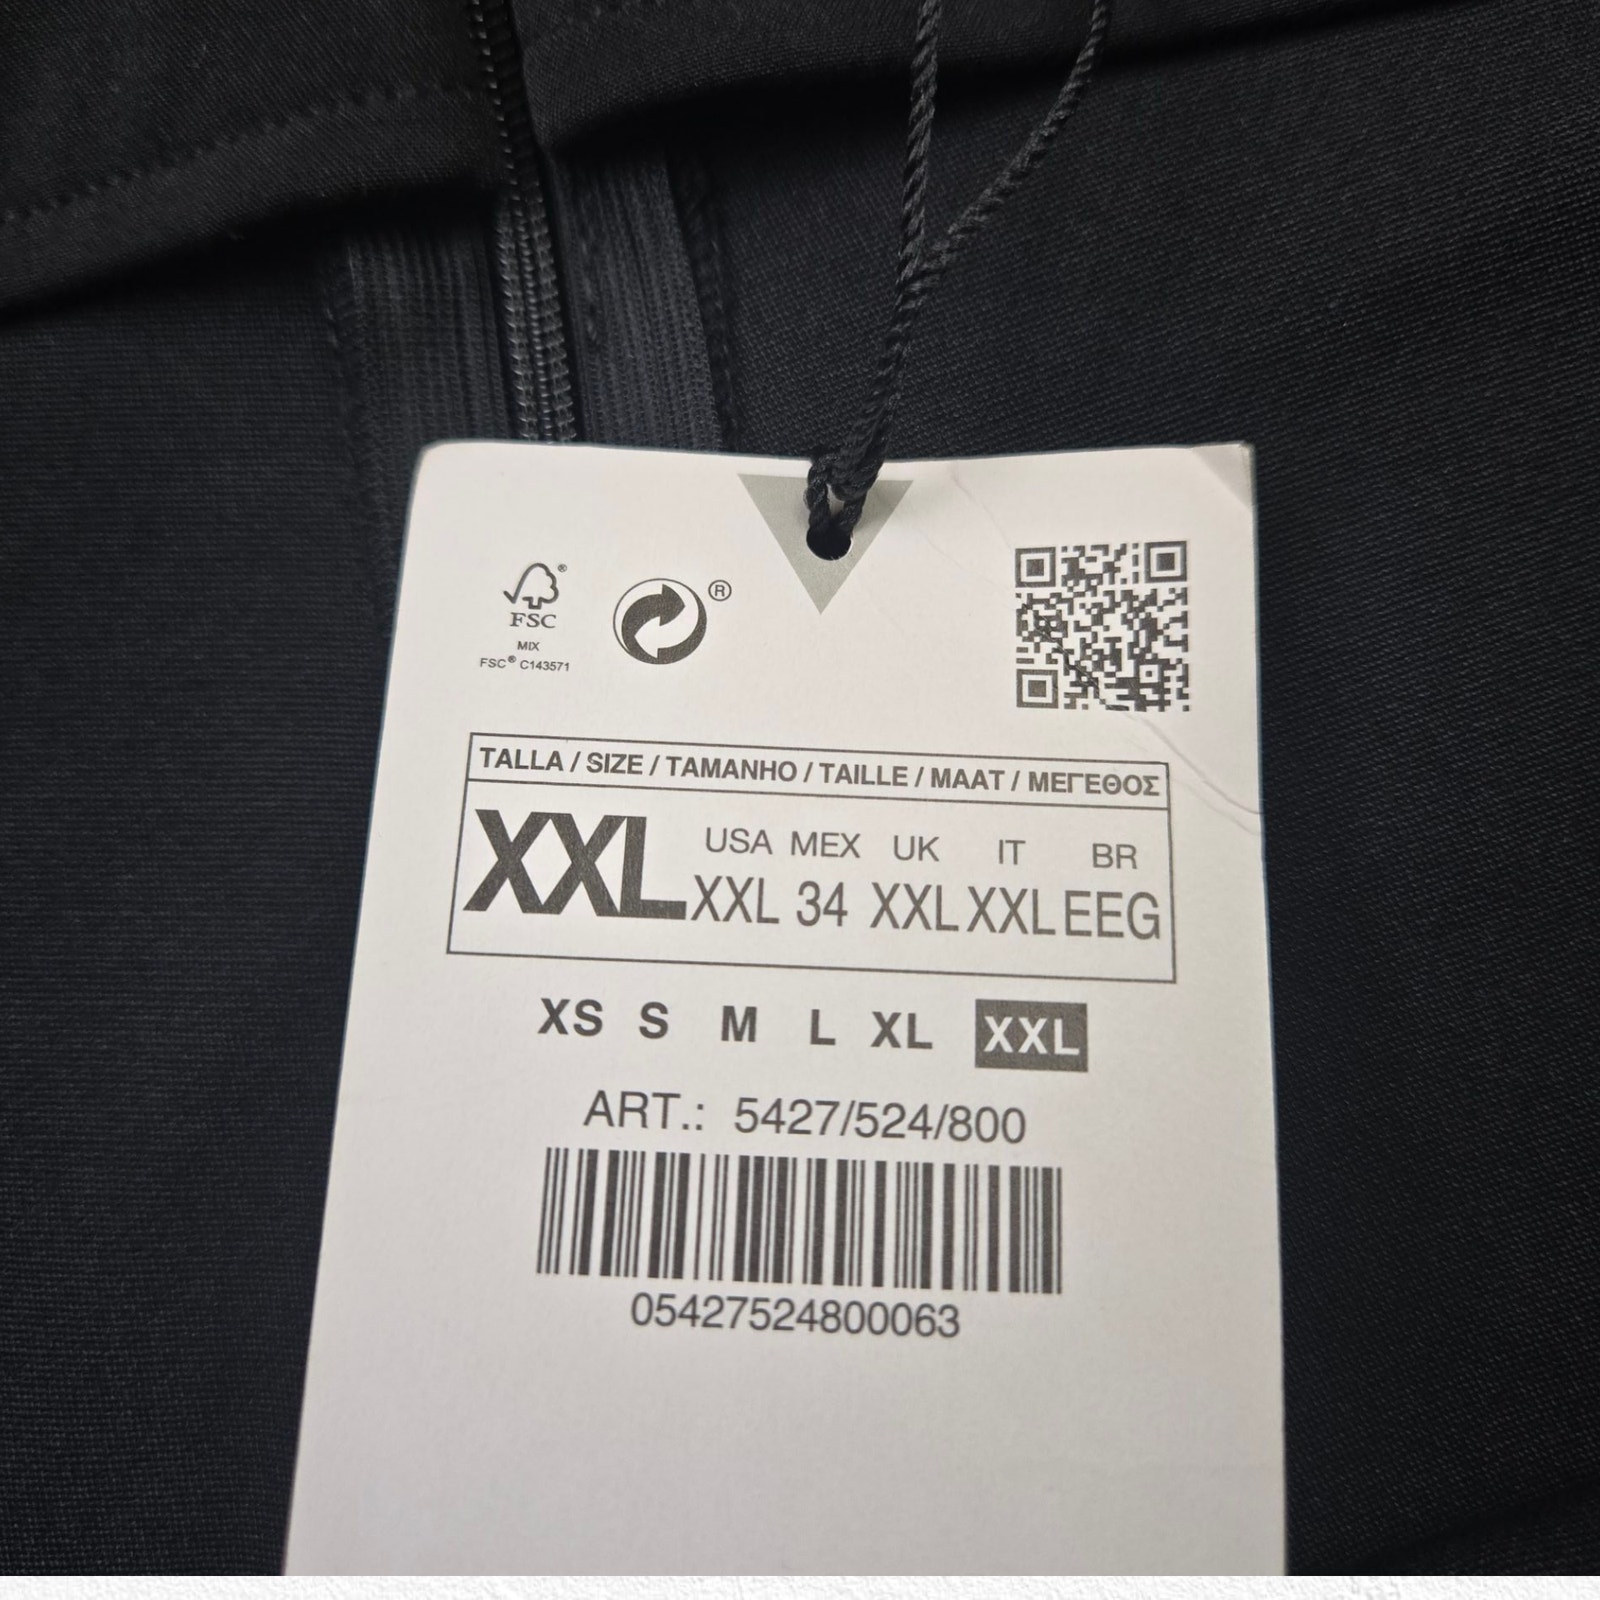 FSC®
MIX
FSC® C143571
®
TALLA / SIZE / TAMANHO / TAILLE / MAAT / ΜΕΓΕΘΟΣ
XXL
USA MEX UK IT BR
XXL 34 XXL XXL EEG
XS S M L XL XXL
ART.: 5427/524/800
05427524800063